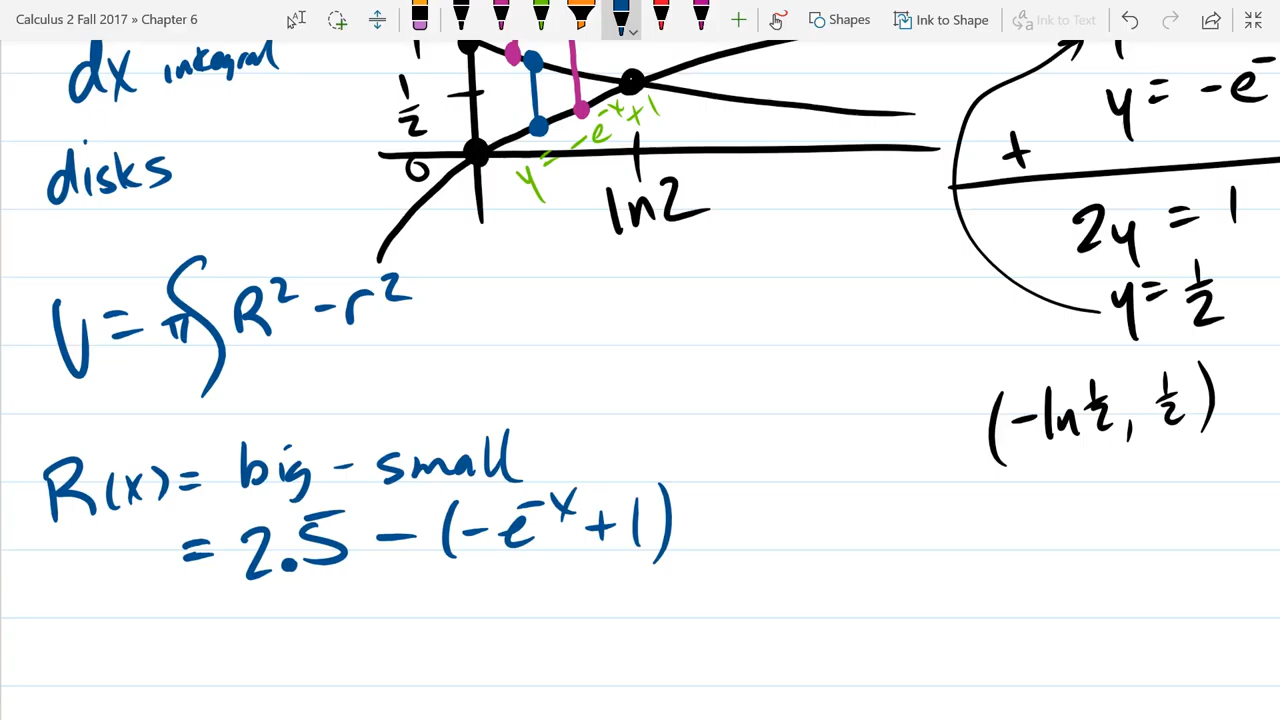 Calculus 2 Fall 2017 » Chapter 6
Shapes
Ink to Shape
Ink to Text
dx integral
disks
1/2
0
y = -e^-x + 1
ln2
y = -e^-
+
2y = 1
y = 1/2
(-ln 1/2, 1/2)
V = π∫ R² - r²
R(x) = big - small
= 2.5 - (-e^-x + 1)